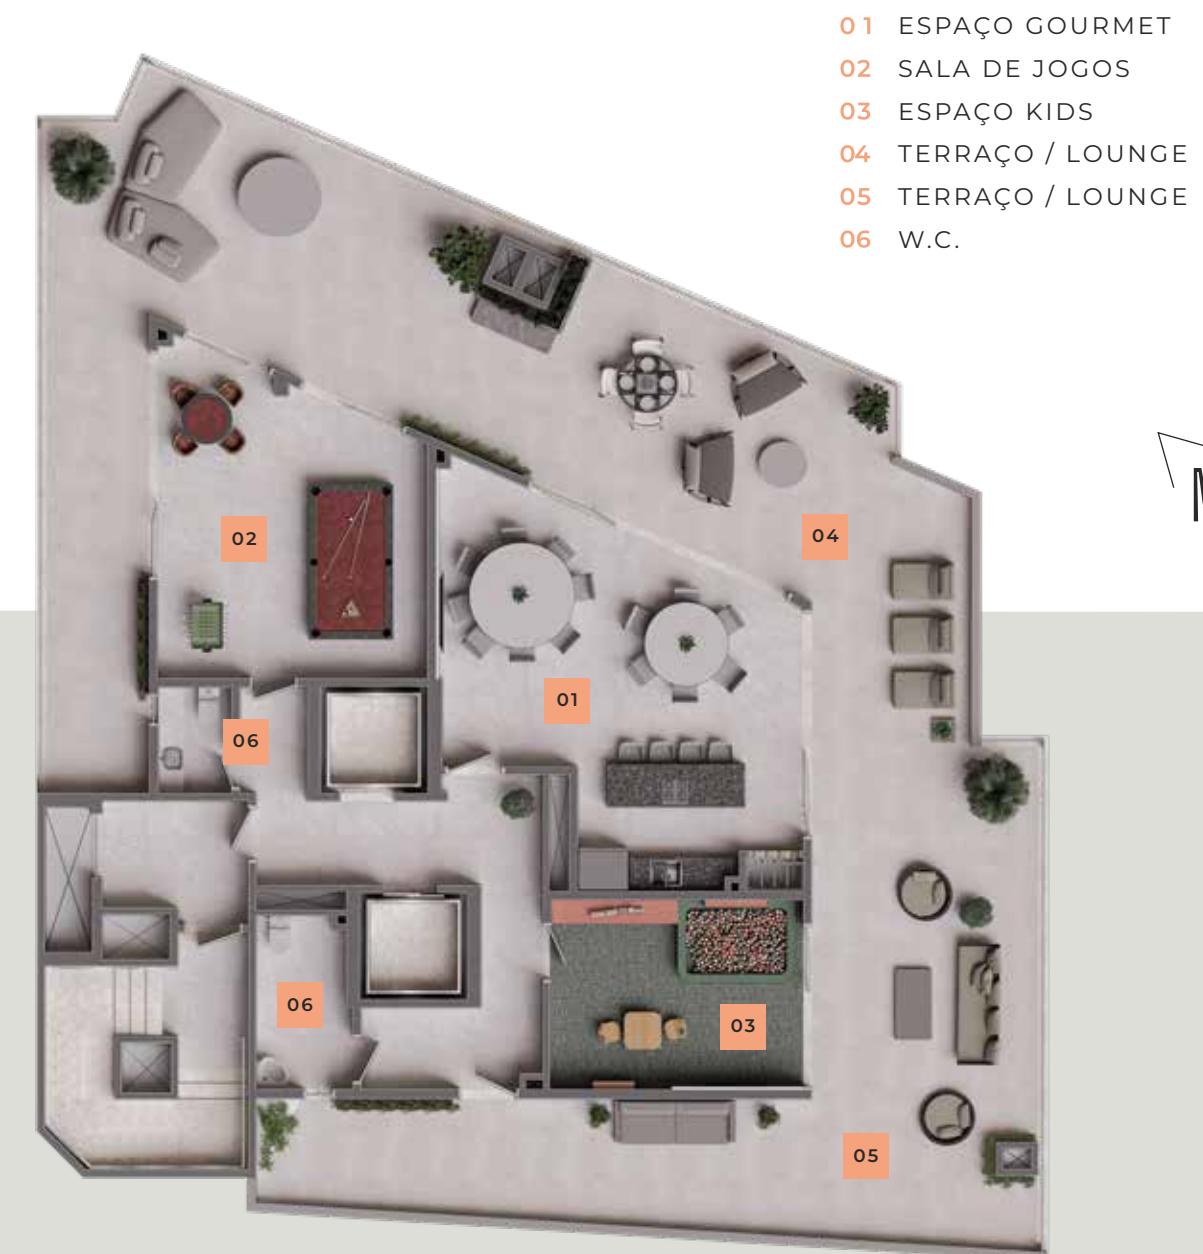 01 ESPAÇO GOURMET
02 SALA DE JOGOS
03 ESPAÇO KIDS
04 TERRAÇO / LOUNGE
05 TERRAÇO / LOUNGE
06 W.C.
02
04
01
06
06
03
05